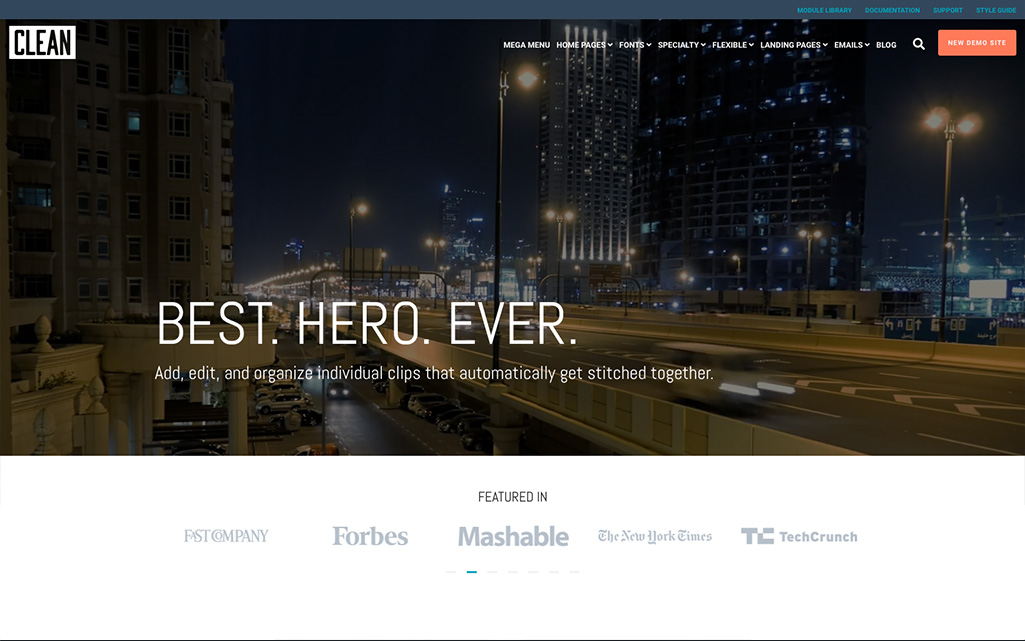 MODULE LIBRARY DOCUMENTATION SUPPORT STYLE GUIDE
CLEAN
MEGA MENU HOME PAGES FONTS SPECIALTY FLEXIBLE LANDING PAGES EMAILS BLOG
NEW DEMO SITE
BEST. HERO. EVER.
Add, edit, and organize individual clips that automatically get stitched together.
FEATURED IN
FAST COMPANY Forbes Mashable The New York Times TC TechCrunch